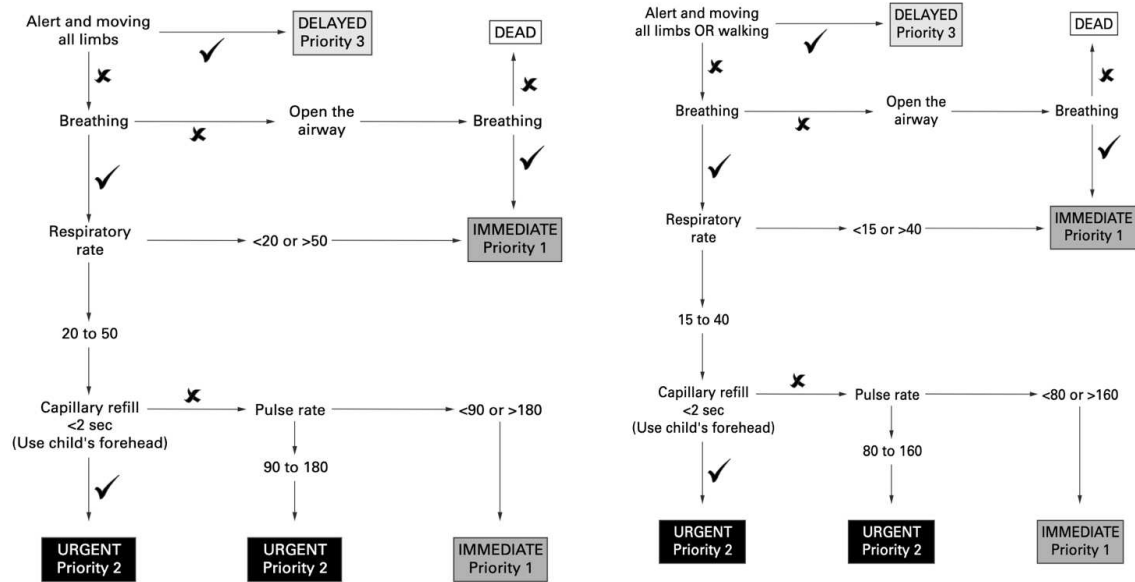 Alert and moving
all limbs
DELAYED
Priority 3
DEAD
Breathing
Open the
airway
Breathing
Respiratory
rate
<20 or >50
IMMEDIATE
Priority 1
20 to 50
Capillary refill
<2 sec
(Use child's forehead)
Pulse rate
<90 or >180
90 to 180
URGENT
Priority 2
URGENT
Priority 2
IMMEDIATE
Priority 1
Alert and moving
all limbs OR walking
DELAYED
Priority 3
DEAD
Breathing
Open the
airway
Breathing
Respiratory
rate
<15 or >40
IMMEDIATE
Priority 1
15 to 40
Capillary refill
<2 sec
(Use child's forehead)
Pulse rate
<80 or >160
80 to 160
URGENT
Priority 2
URGENT
Priority 2
IMMEDIATE
Priority 1